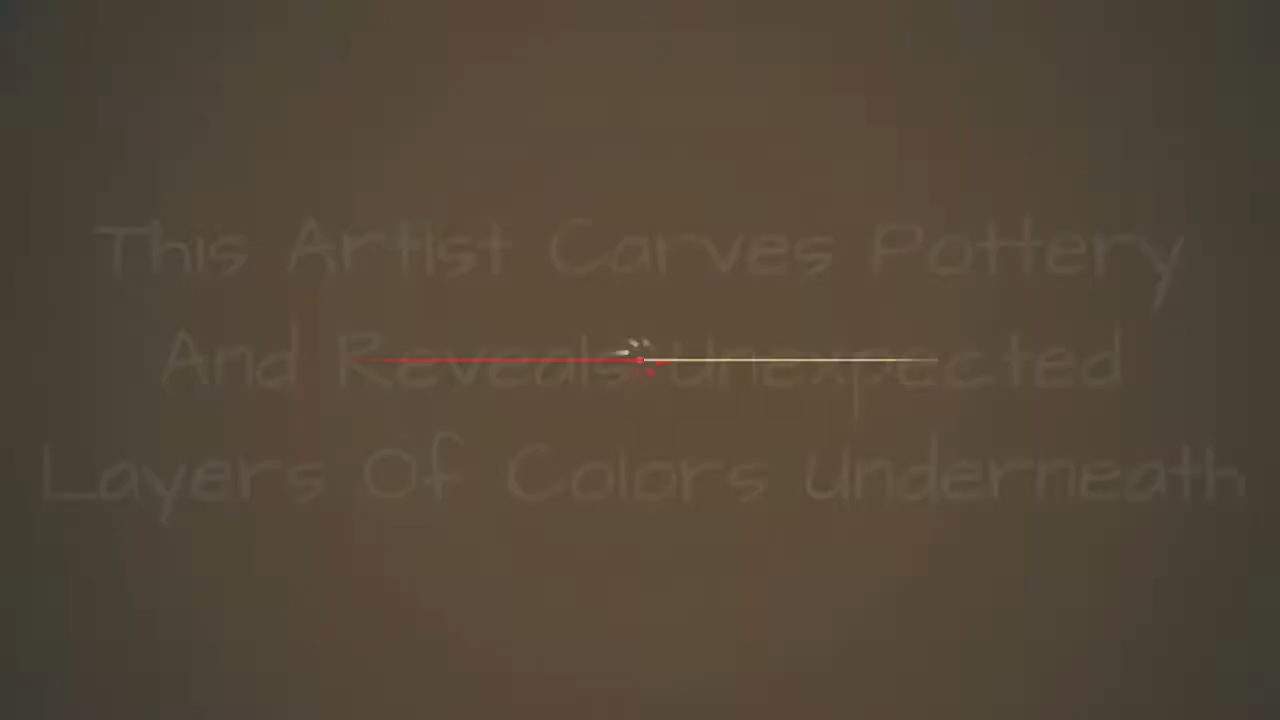 This Artist Carves Pottery
And Reveals Unexpected
Layers Of Colors Underneath